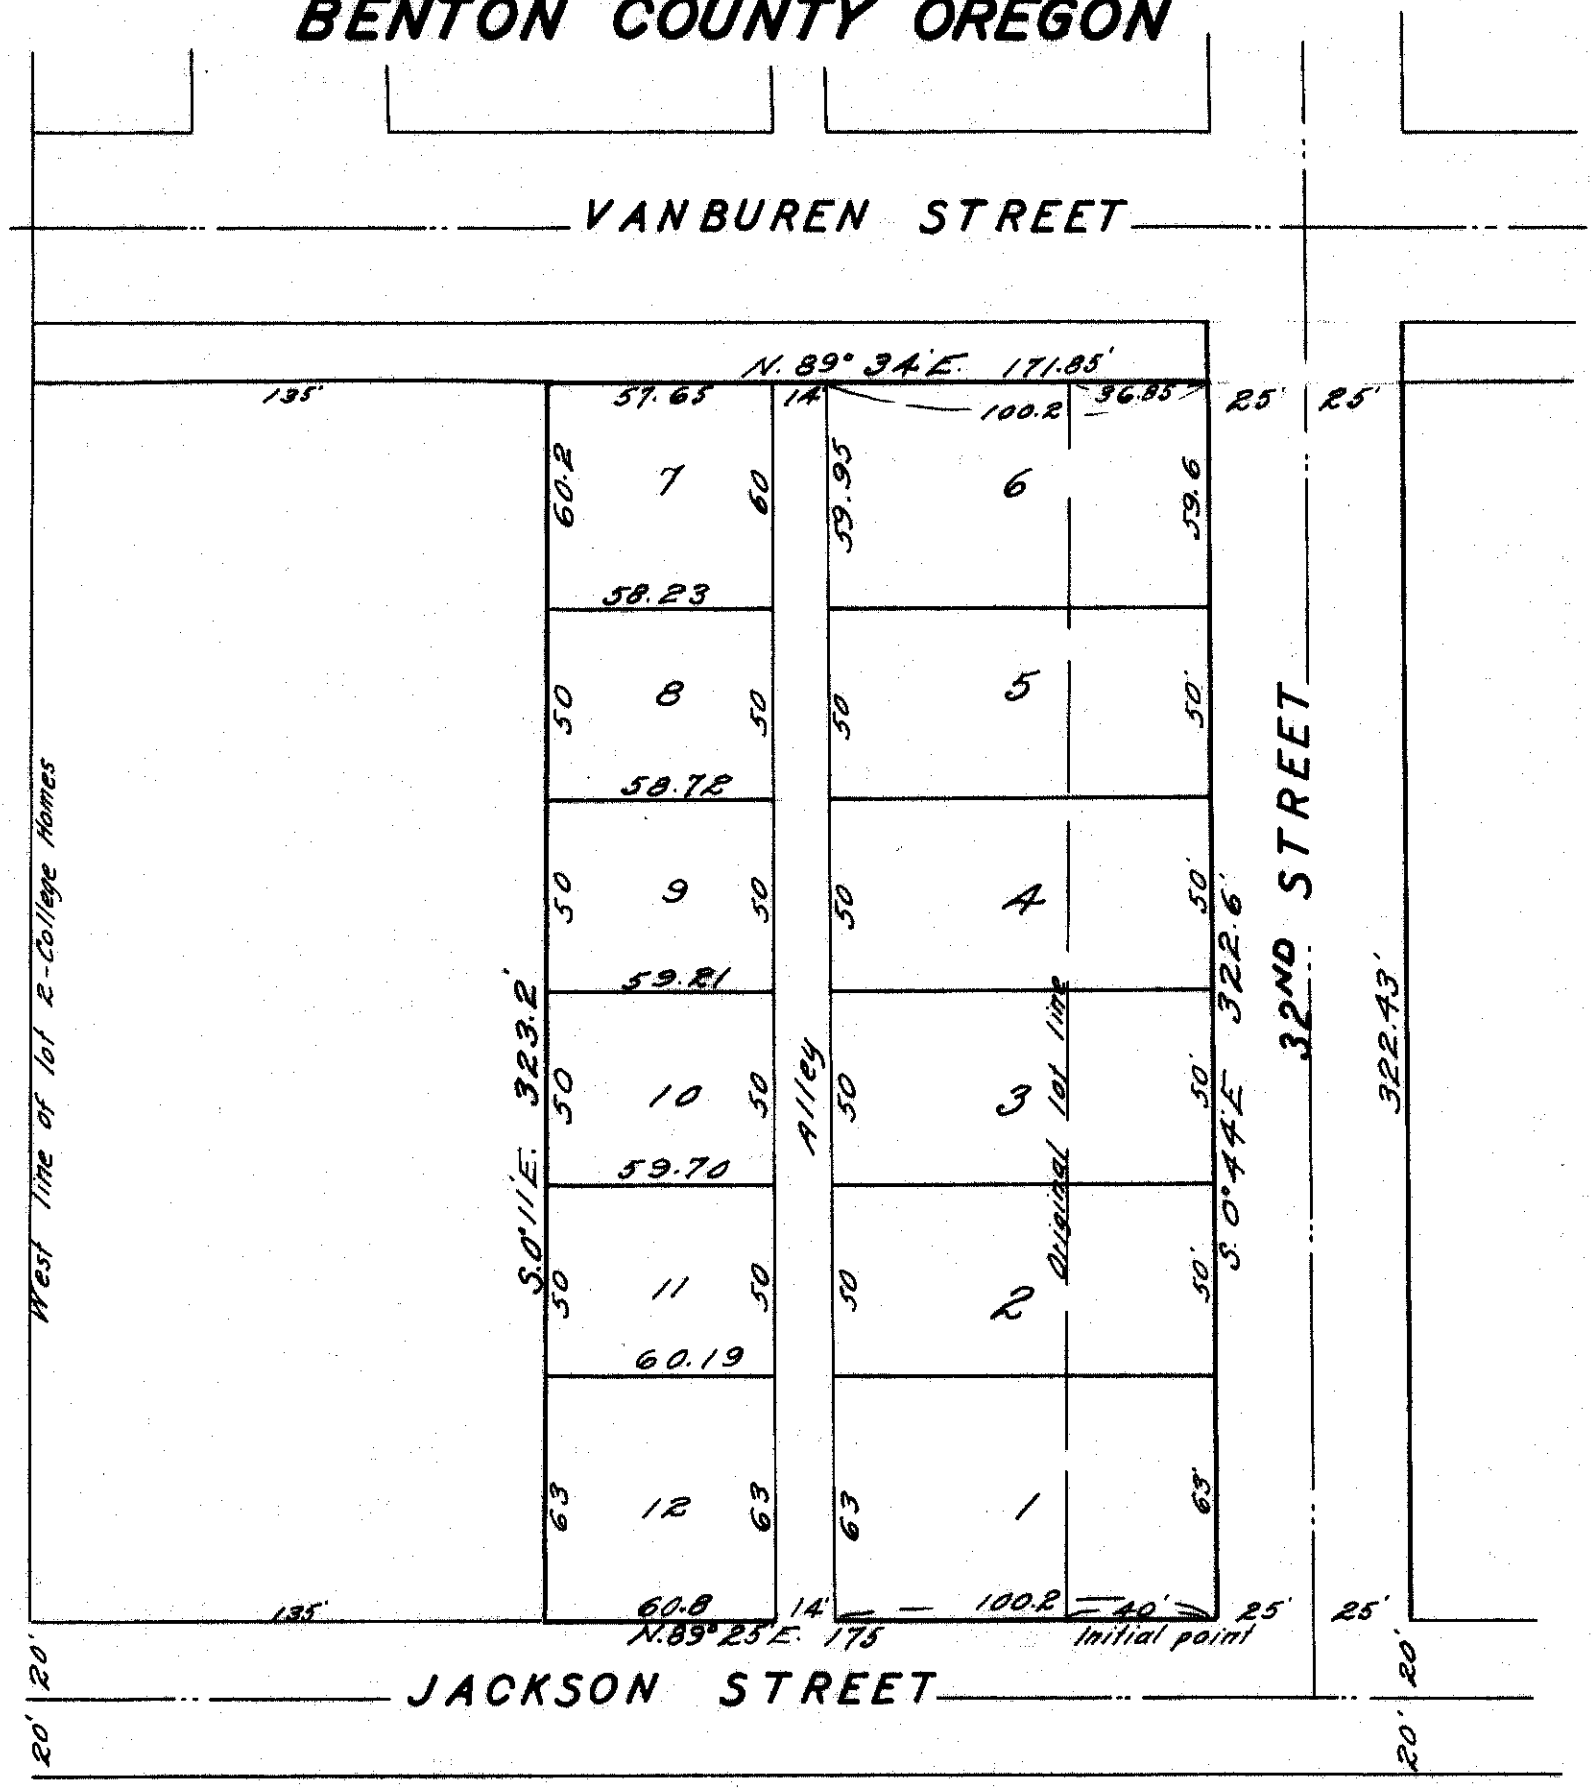 BENTON COUNTY OREGON
VAN BUREN STREET
N. 89° 34' E. 171.85'
135' 57.65 14' 100.2 36.85 25' 25'
60.2 7 60 59.95 6 59.6
58.23
50 8 50 50 5 50'
58.72
50 9 50 50 4 50'
59.21
50 10 50 50 3 50'
59.70
50 11 50 50 2 50'
60.19
63 12 63 63 1 63'
135' 60.8 14' 100.2 40' 25' 25'
N. 89° 25' E. 175
Initial point
West line of lot 2-College Homes
S. 0° 11' E. 323.2'
Alley
Original lot line
S. 0° 44' E 322.6'
32ND STREET
322.43'
20' 20'
20' 20'
JACKSON STREET